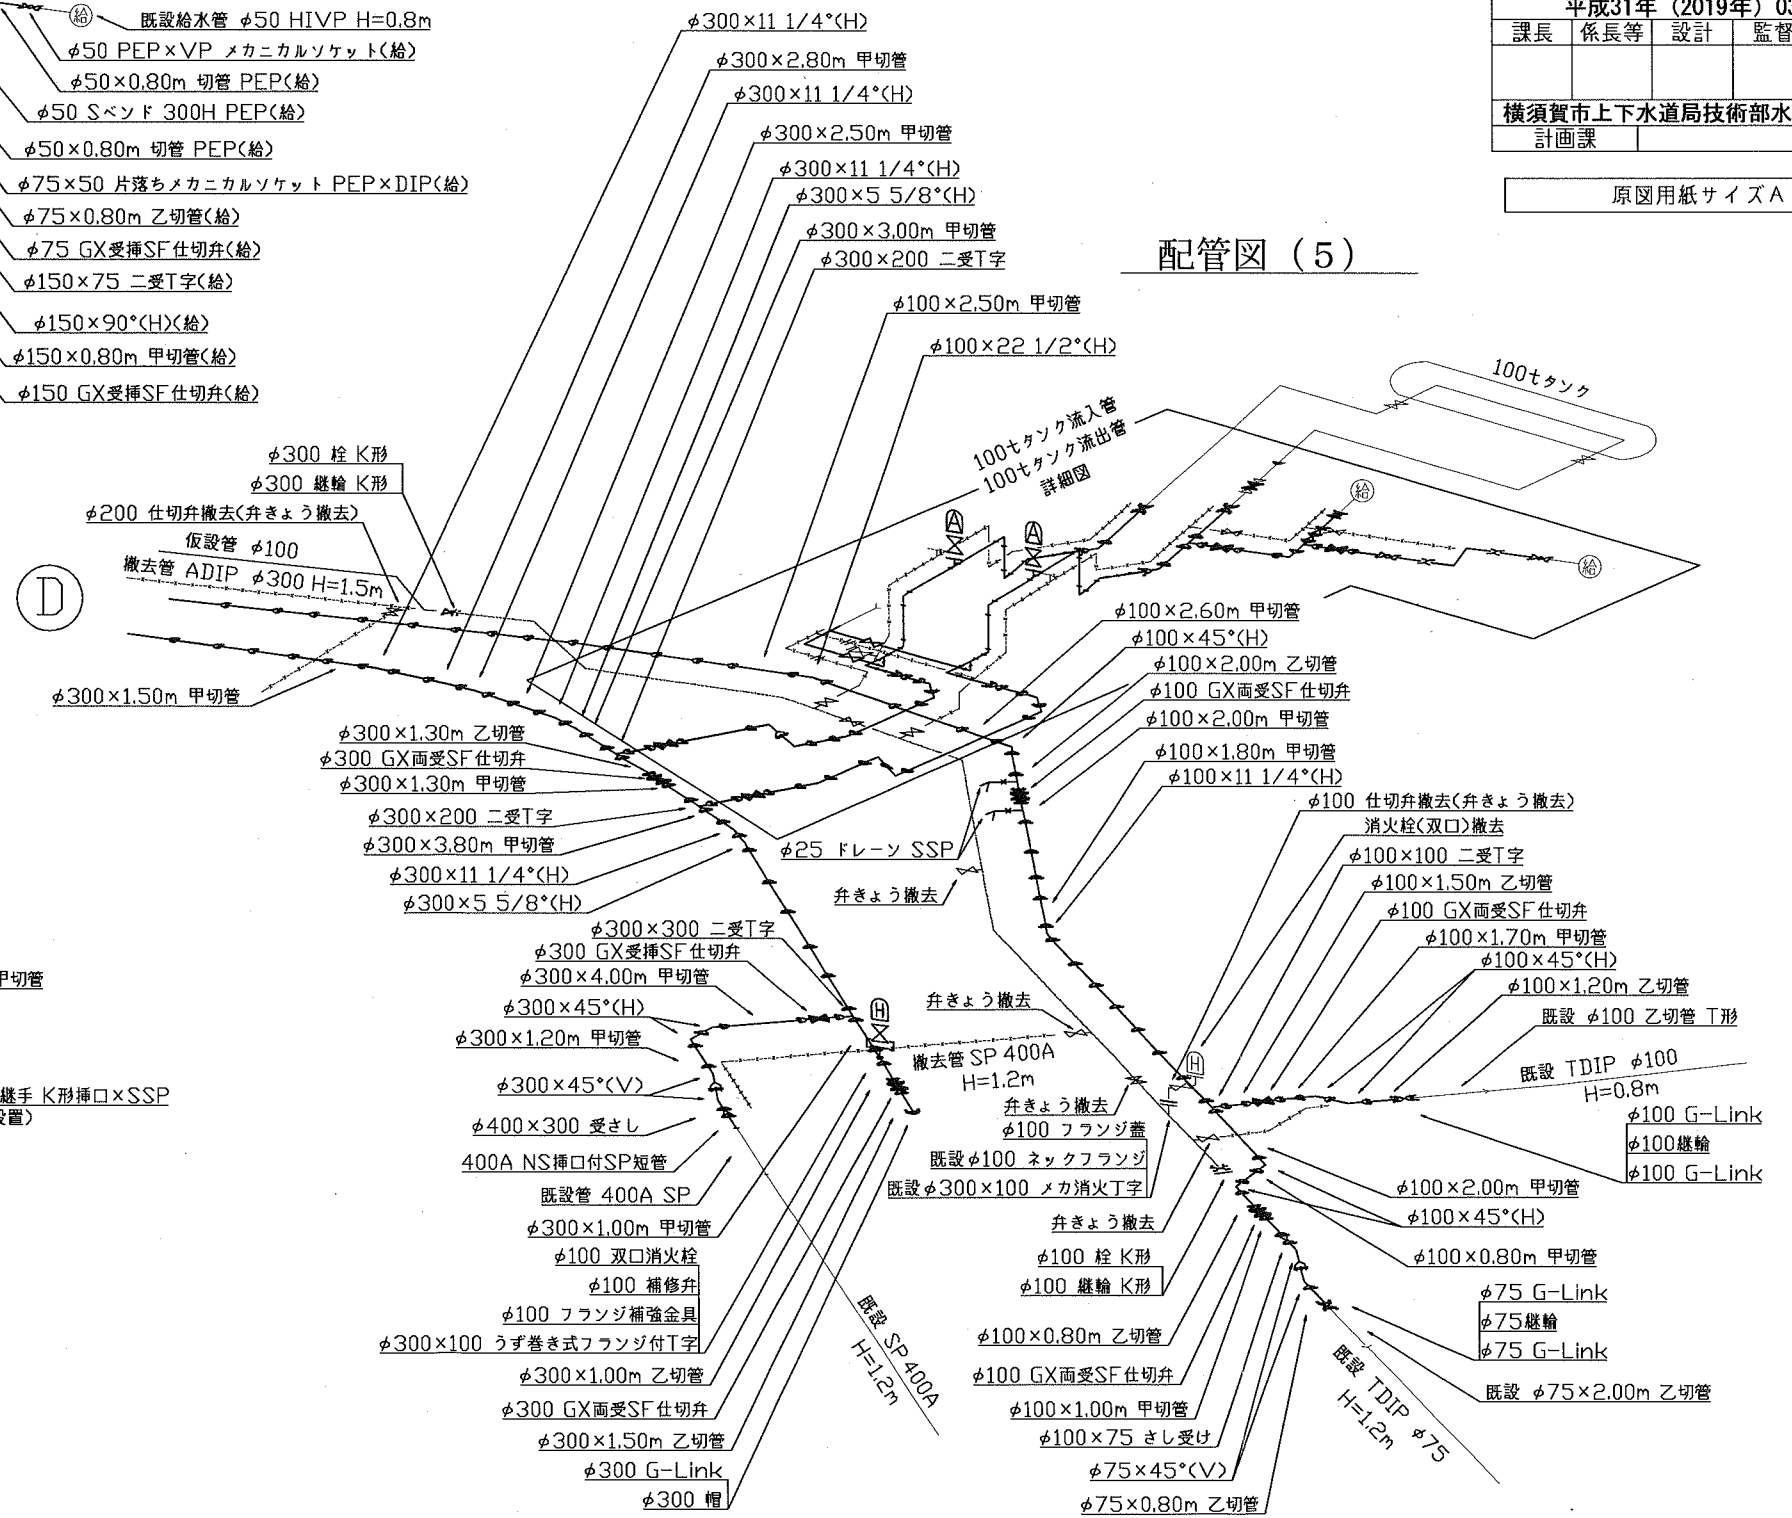 既設給水管 φ50 HIVP H=0.8m
φ50 PEP×VP メカニカルソケット(給)
φ50×0.80m 切管 PEP(給)
φ50 Sベンド 300H PEP(給)
φ50×0.80m 切管 PEP(給)
φ75×50 片落ちメカニカルソケット PEP×DIP(給)
φ75×0.80m 乙切管(給)
φ75 GX受挿SF仕切弁(給)
φ150×75 二受T字(給)
φ150×90°(H)(給)
φ150×0.80m 甲切管(給)
φ150 GX受挿SF仕切弁(給)
給
φ300×11 1/4°(H)
φ300×2.80m 甲切管
φ300×11 1/4°(H)
φ300×2.50m 甲切管
φ300×11 1/4°(H)
φ300×5 5/8°(H)
φ300×3.00m 甲切管
φ300×200 二受T字
φ100×2.50m 甲切管
φ100×22 1/2°(H)
平成31年（2019年）03
課長 係長等 設計 監督
横須賀市上下水道局技術部水
計画課
原図用紙サイズA
配管図（5）
100tタンク
100tタンク流入管
100tタンク流出管
詳細図
給
給
A
A
φ300 栓 K形
φ300 継輪 K形
φ200 仕切弁撤去(弁きょう撤去)
仮設管 φ100
撤去管 ADIP φ300 H=1.5m
D
φ300×1.50m 甲切管
φ300×1.30m 乙切管
φ300 GX両受SF仕切弁
φ300×1.30m 甲切管
φ300×200 二受T字
φ300×3.80m 甲切管
φ300×11 1/4°(H)
φ300×5 5/8°(H)
φ300×300 二受T字
φ300 GX受挿SF仕切弁
φ300×4.00m 甲切管
φ300×45°(H)
φ300×1.20m 甲切管
φ300×45°(V)
φ400×300 受さし
400A NS挿口付SP短管
既設管 400A SP
φ300×1.00m 甲切管
φ100 双口消火栓
φ100 補修弁
φ100 フランジ補強金具
φ300×100 うず巻き式フランジ付T字
φ300×1.00m 乙切管
φ300 GX両受SF仕切弁
φ300×1.50m 乙切管
φ300 G-Link
φ300 帽
甲切管
継手 K形挿口×SSP
設置)
H
撤去管 SP 400A
H=1.2m
既設 SP 400A
H=1.2m
φ100×2.60m 甲切管
φ100×45°(H)
φ100×2.00m 乙切管
φ100 GX両受SF仕切弁
φ100×2.00m 甲切管
φ100×1.80m 甲切管
φ100×11 1/4°(H)
φ25 ドレーン SSP
弁きょう撤去
弁きょう撤去
弁きょう撤去
φ100 フランジ蓋
既設φ100 ネックフランジ
既設φ300×100 メカ消火丁字
弁きょう撤去
φ100 栓 K形
φ100 継輪 K形
φ100×0.80m 乙切管
φ100 GX両受SF仕切弁
φ100×1.00m 甲切管
φ100×75 さし受け
φ75×45°(V)
φ75×0.80m 乙切管
φ100 仕切弁撤去(弁きょう撤去)
消火栓(双口)撤去
φ100×100 二受T字
φ100×1.50m 乙切管
φ100 GX両受SF仕切弁
φ100×1.70m 甲切管
φ100×45°(H)
φ100×1.20m 乙切管
既設 φ100 乙切管 T形
H
既設 TDIP φ100
H=0.8m
φ100 G-Link
φ100継輪
φ100 G-Link
φ100×2.00m 甲切管
φ100×45°(H)
φ100×0.80m 甲切管
φ75 G-Link
φ75継輪
φ75 G-Link
既設 φ75×2.00m 乙切管
既設 TDIP φ75
H=1.2m